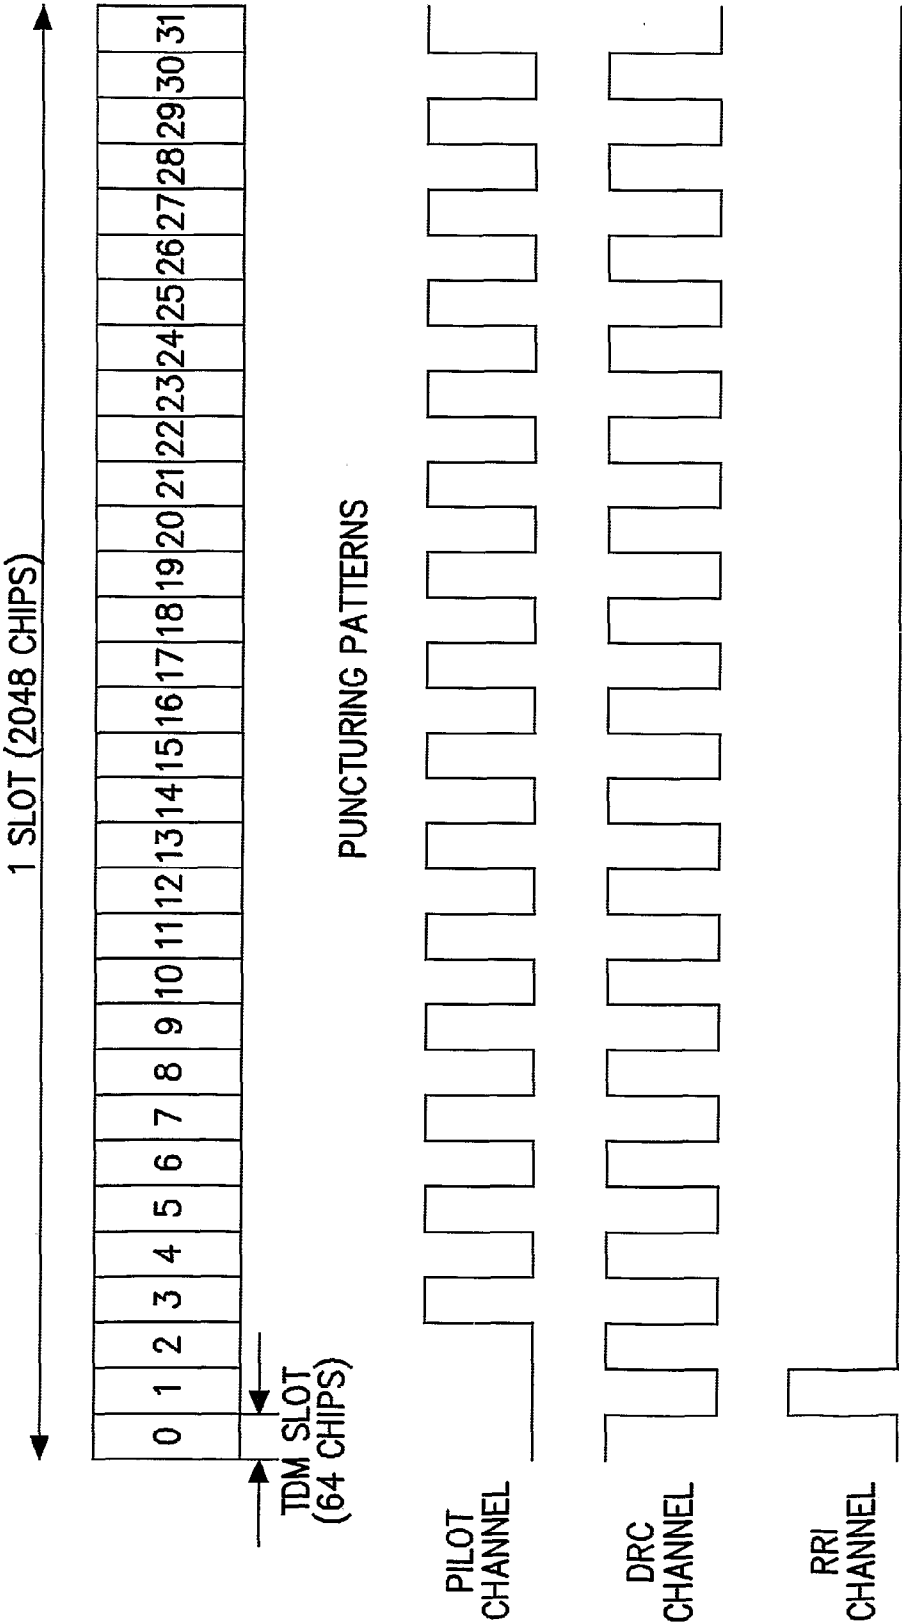 1 SLOT (2048 CHIPS)
0 1 2 3 4 5 6 7 8 9 10 11 12 13 14 15 16 17 18 19 20 21 22 23 24 25 26 27 28 29 30 31
TDM SLOT
(64 CHIPS)
PUNCTURING PATTERNS
PILOT
CHANNEL
DRC
CHANNEL
RRI
CHANNEL